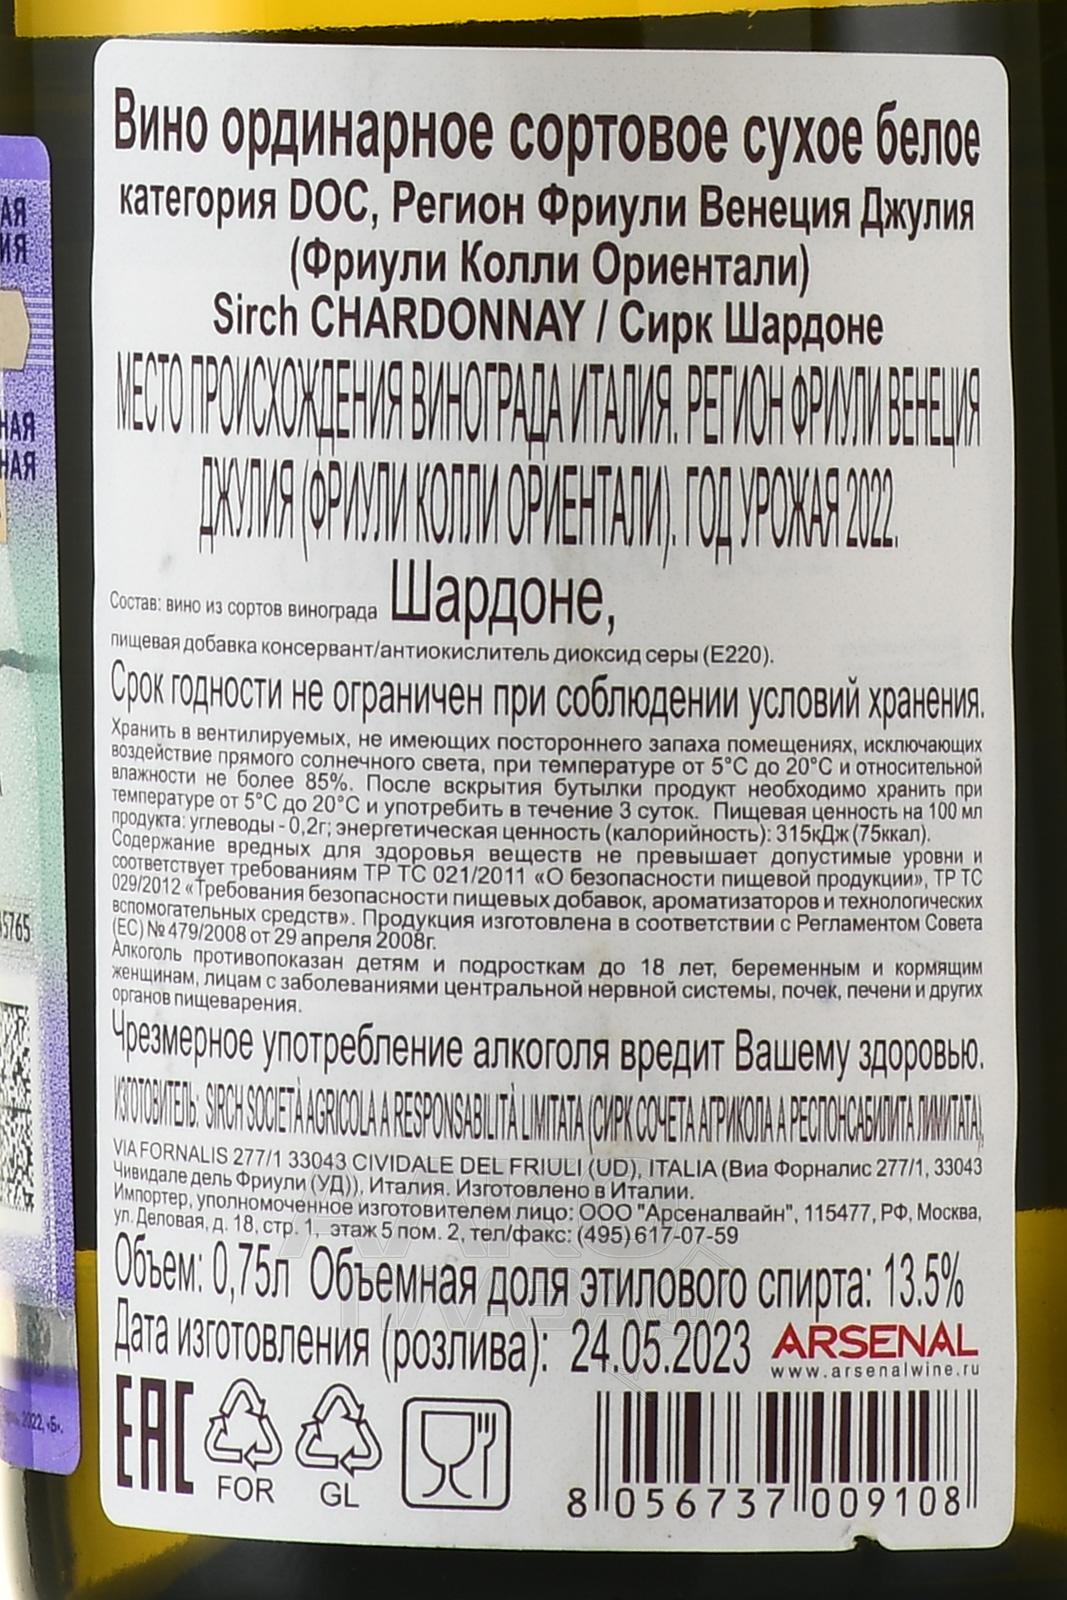 Вино ординарное сортовое сухое белое
категория DOC, Регион Фриули Венеция Джулия
(Фриули Колли Ориентали)
Sirch CHARDONNAY / Сирк Шардоне
МЕСТО ПРОИСХОЖДЕНИЯ ВИНОГРАДА ИТАЛИЯ. РЕГИОН ФРИУЛИ ВЕНЕЦИЯ
ДЖУЛИЯ (ФРИУЛИ КОЛЛИ ОРИЕНТАЛИ). ГОД УРОЖАЯ 2022.
Состав: вино из сортов винограда Шардоне,
пищевая добавка консервант/антиокислитель диоксид серы (Е220).
Срок годности не ограничен при соблюдении условий хранения.
Хранить в вентилируемых, не имеющих постороннего запаха помещениях, исключающих
воздействие прямого солнечного света, при температуре от 5°С до 20°С и относительной
влажности не более 85%. После вскрытия бутылки продукт необходимо хранить при
температуре от 5°С до 20°С и употребить в течение 3 суток. Пищевая ценность на 100 мл
продукта: углеводы - 0,2г; энергетическая ценность (калорийность): 315кДж (75ккал).
Содержание вредных для здоровья веществ не превышает допустимые уровни и
соответствует требованиям ТР ТС 021/2011 «О безопасности пищевой продукции», ТР ТС
029/2012 «Требования безопасности пищевых добавок, ароматизаторов и технологических
вспомогательных средств». Продукция изготовлена в соответствии с Регламентом Совета
(ЕС) № 479/2008 от 29 апреля 2008г.
Алкоголь противопоказан детям и подросткам до 18 лет, беременным и кормящим
женщинам, лицам с заболеваниями центральной нервной системы, почек, печени и других
органов пищеварения.
Чрезмерное употребление алкоголя вредит Вашему здоровью.
ИЗГОТОВИТЕЛЬ: SIRCH SOCIETÀ AGRICOLA A RESPONSABILITÀ LIMITATA (СИРК СОЧЕТА АГРИКОЛА А РЕСПОНСАБИЛИТА ЛИМИТАТА),
VIA FORNALIS 277/1 33043 CIVIDALE DEL FRIULI (UD), ITALIA (Виа Форналис 277/1, 33043
Чивидале дель Фриули (УД)), Италия. Изготовлено в Италии.
Импортер, уполномоченное изготовителем лицо: ООО "Арсеналвайн", 115477, РФ, Москва,
ул. Деловая, д. 18, стр. 1, этаж 5 пом. 2, тел/факс: (495) 617-07-59
Объем: 0,75л Объемная доля этилового спирта: 13.5%
Дата изготовления (розлива): 24.05.2023 ARSENAL
www.arsenalwine.ru
EAC
FOR GL
8 056737 009108